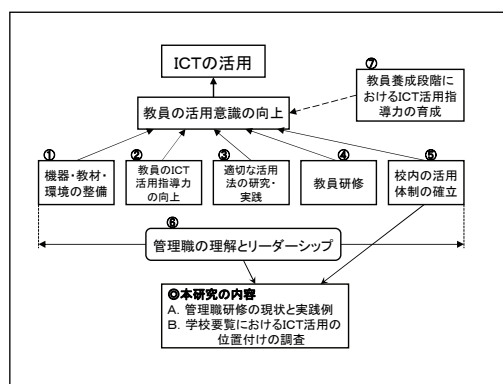 ICTの活用
⑦
教員養成段階に
おけるICT活用指
導力の育成
教員の活用意識の向上
①
機器・教材・
環境の整備
②
教員のICT
活用指導力
の向上
③
適切な活用
法の研究・
実践
④
教員研修
⑤
校内の活用
体制の確立
⑥
管理職の理解とリーダーシップ
◎本研究の内容
A. 管理職研修の現状と実践例
B. 学校要覧におけるICT活用の
位置付けの調査